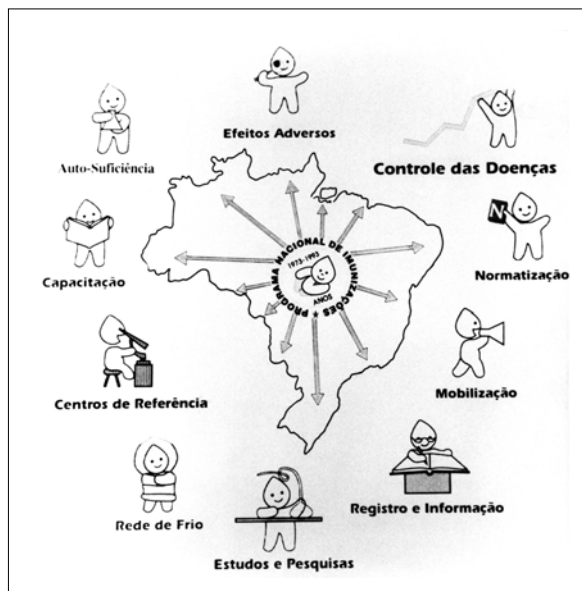 Efeitos Adversos
Auto-Suficiência
Controle das Doenças
Capacitação
Normatização
PROGRAMA NACIONAL DE IMUNIZAÇÕES
1973-1993
ANOS
Centros de Referência
Mobilização
Rede de Frio
Registro e Informação
Estudos e Pesquisas
N